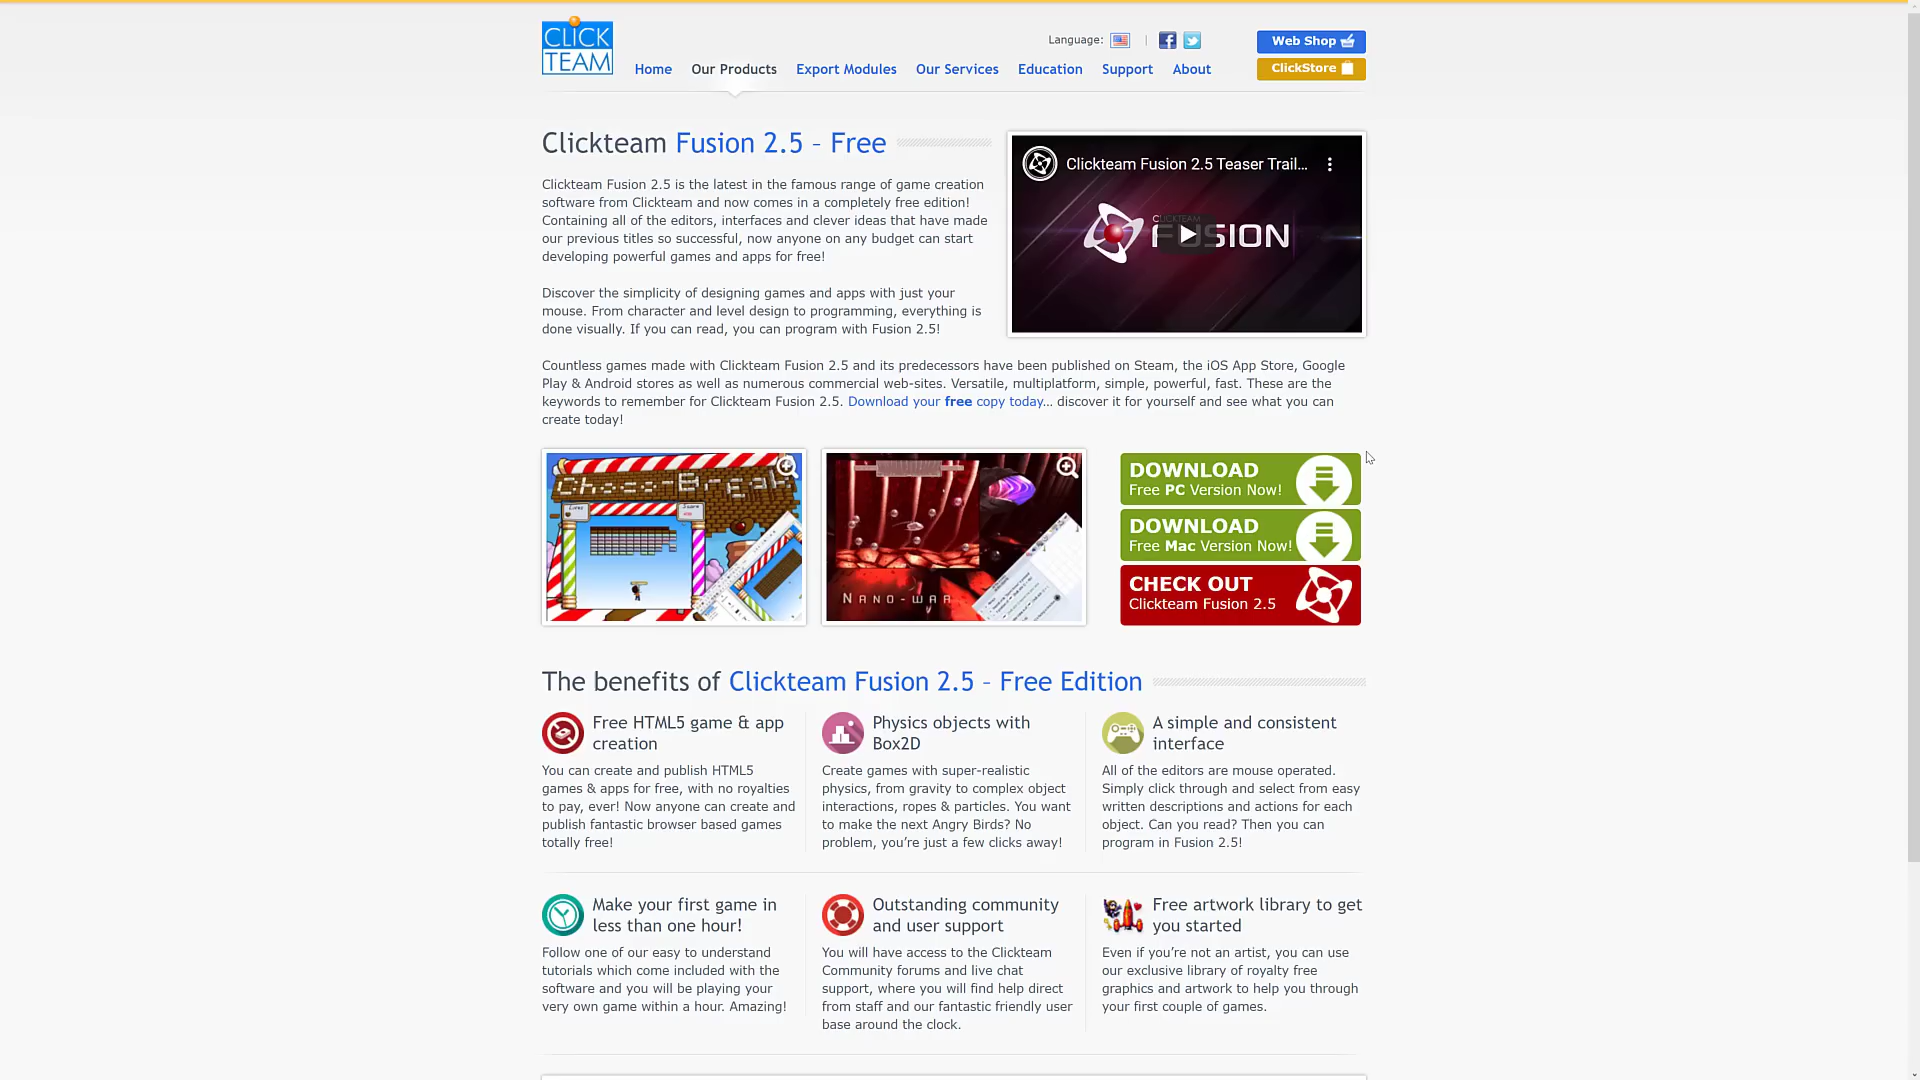 CLICK
TEAM
Language:
|
Web Shop
ClickStore
Home
Our Products
Export Modules
Our Services
Education
Support
About
Clickteam Fusion 2.5 – Free
Clickteam Fusion 2.5 is the latest in the famous range of game creation
software from Clickteam and now comes in a completely free edition!
Containing all of the editors, interfaces and clever ideas that have made
our previous titles so successful, now anyone on any budget can start
developing powerful games and apps for free!
Discover the simplicity of designing games and apps with just your
mouse. From character and level design to programming, everything is
done visually. If you can read, you can program with Fusion 2.5!
Clickteam Fusion 2.5 Teaser Trail...
CLICKTEAM
FUSION
Countless games made with Clickteam Fusion 2.5 and its predecessors have been published on Steam, the iOS App Store, Google
Play & Android stores as well as numerous commercial web-sites. Versatile, multiplatform, simple, powerful, fast. These are the
keywords to remember for Clickteam Fusion 2.5. Download your free copy today... discover it for yourself and see what you can
create today!
Choco-Break
Lives
Score
NANO-WAR
DOWNLOAD
Free PC Version Now!
DOWNLOAD
Free Mac Version Now!
CHECK OUT
Clickteam Fusion 2.5
The benefits of Clickteam Fusion 2.5 – Free Edition
Free HTML5 game & app
creation
You can create and publish HTML5
games & apps for free, with no royalties
to pay, ever! Now anyone can create and
publish fantastic browser based games
totally free!
Physics objects with
Box2D
Create games with super-realistic
physics, from gravity to complex object
interactions, ropes & particles. You want
to make the next Angry Birds? No
problem, you’re just a few clicks away!
A simple and consistent
interface
All of the editors are mouse operated.
Simply click through and select from easy
written descriptions and actions for each
object. Can you read? Then you can
program in Fusion 2.5!
Make your first game in
less than one hour!
Follow one of our easy to understand
tutorials which come included with the
software and you will be playing your
very own game within a hour. Amazing!
Outstanding community
and user support
You will have access to the Clickteam
Community forums and live chat
support, where you will find help direct
from staff and our fantastic friendly user
base around the clock.
Free artwork library to get
you started
Even if you’re not an artist, you can use
our exclusive library of royalty free
graphics and artwork to help you through
your first couple of games.